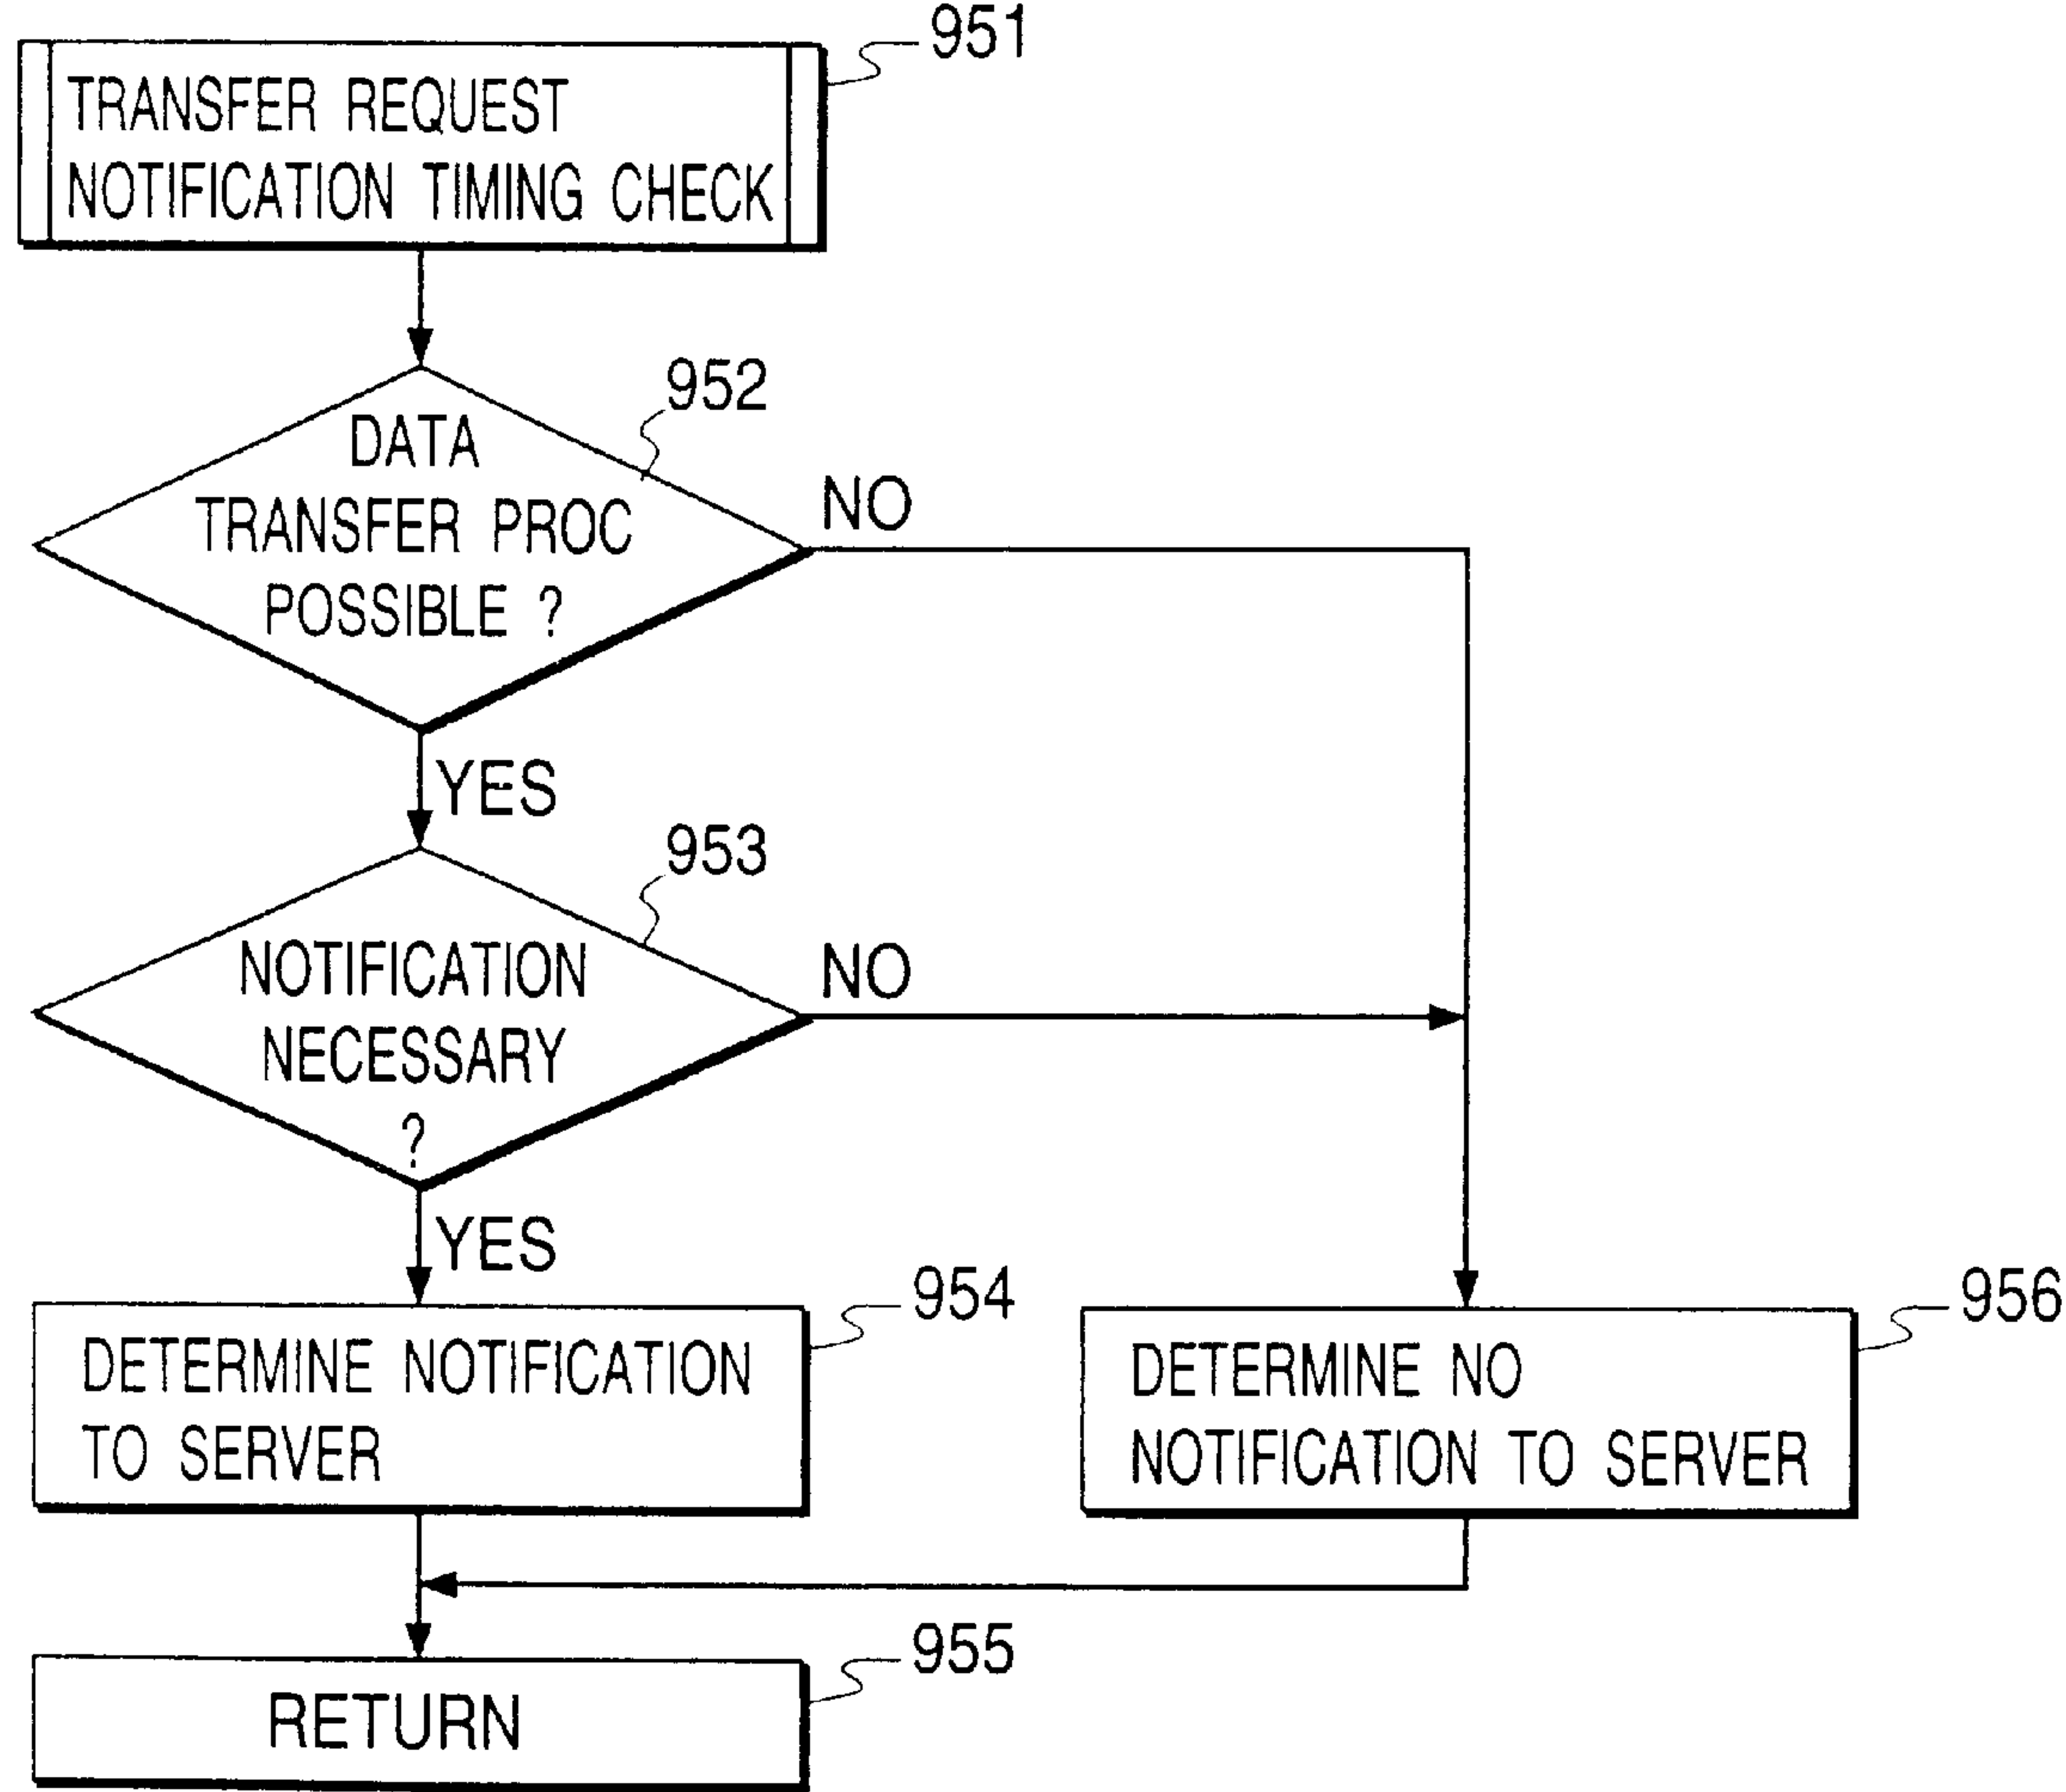 951
TRANSFER REQUEST
NOTIFICATION TIMING CHECK
952
DATA
TRANSFER PROC
POSSIBLE ?
NO
YES
953
NOTIFICATION
NECESSARY
?
NO
YES
954
DETERMINE NOTIFICATION
TO SERVER
956
DETERMINE NO
NOTIFICATION TO SERVER
955
RETURN